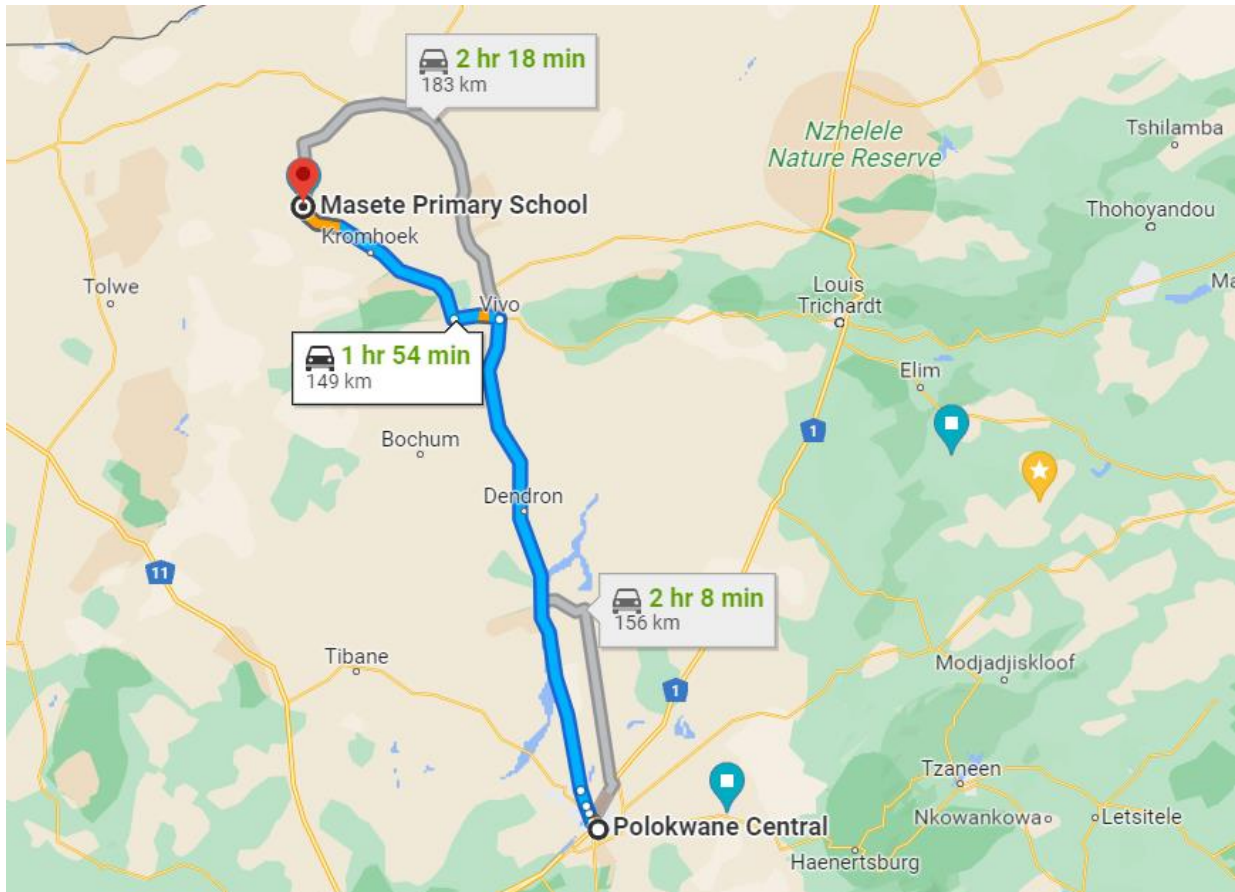 2 hr 18 min
183 km
Nzhelele
Nature Reserve
Tshilamba
Masete Primary School
Thohoyandou
Kromhoek
Tolwe
Vivo
Louis
Trichardt
Ma
1 hr 54 min
149 km
Elim
Bochum
1
Dendron
11
2 hr 8 min
156 km
Tibane
Modjadjiskloof
1
Tzaneen
Polokwane Central
Nkowankowa
Letsitele
Haenertsburg